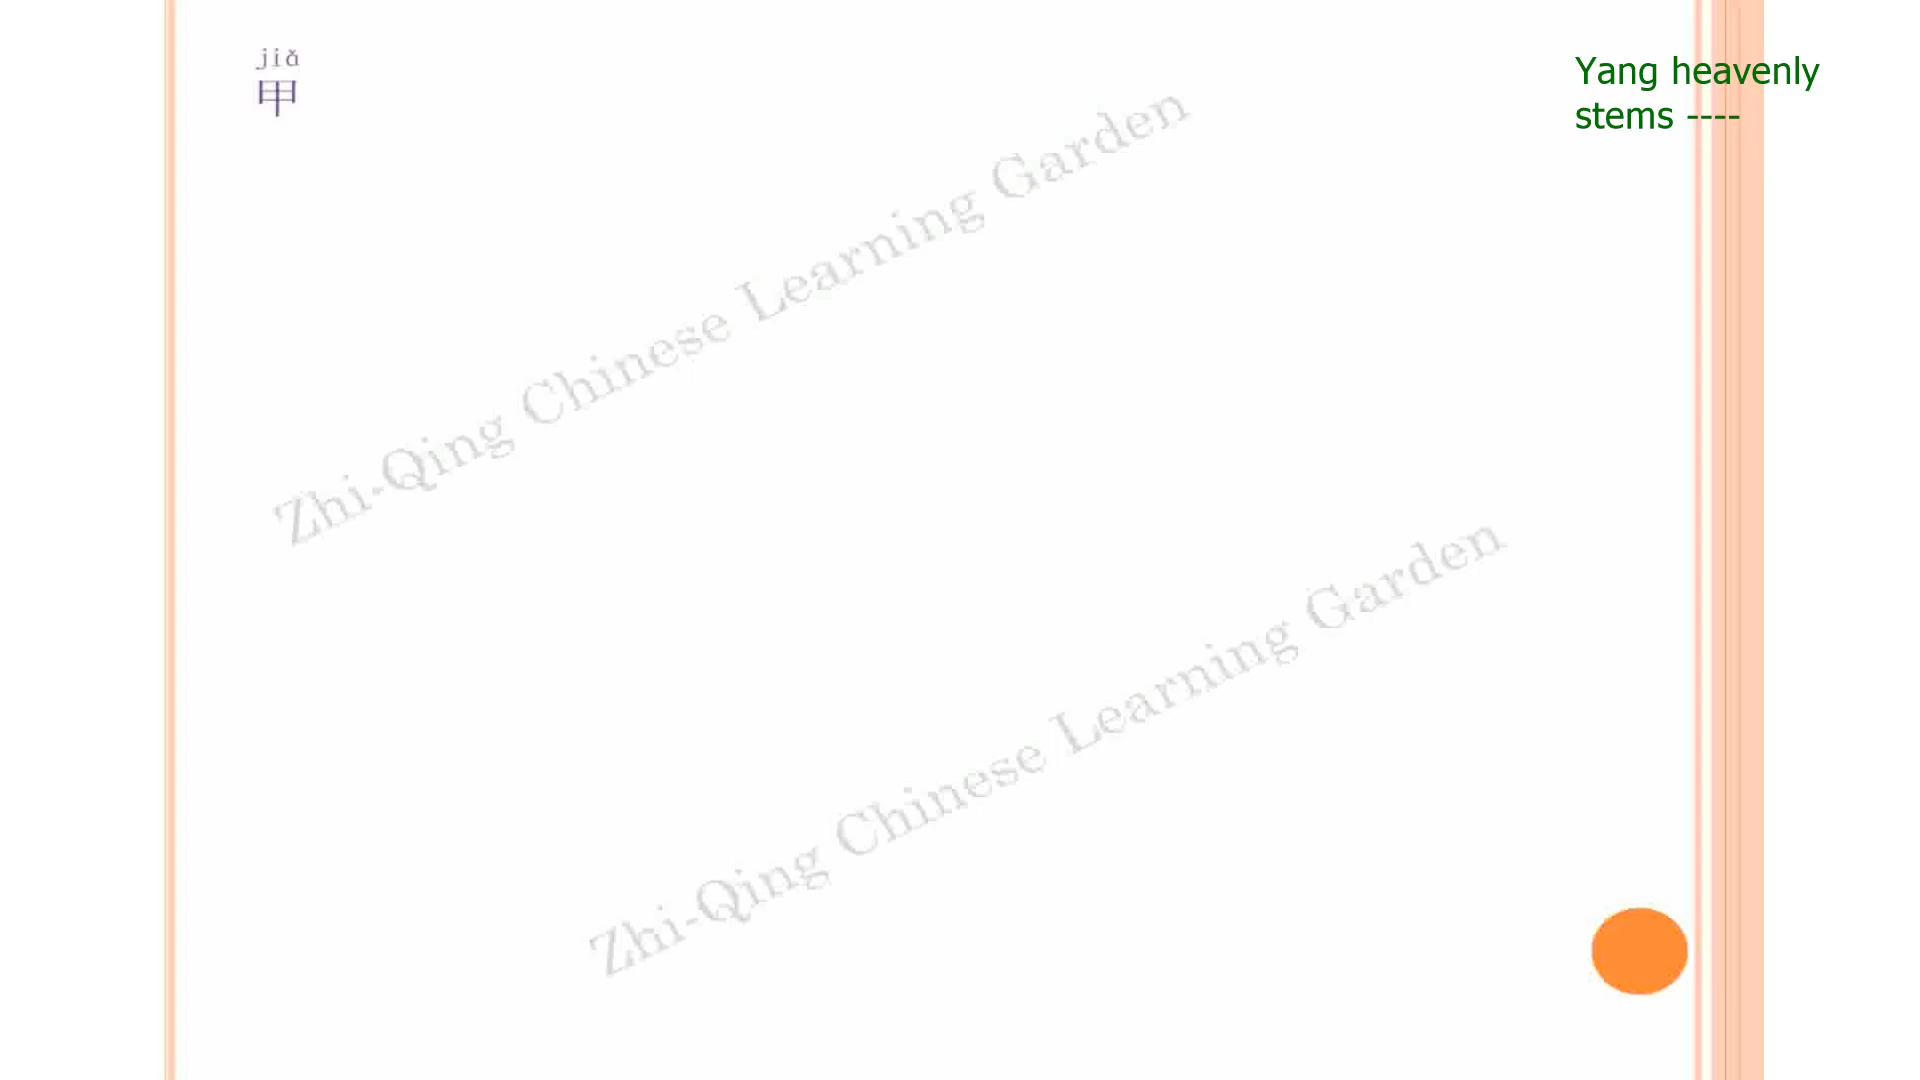 jiǎ
甲
Yang heavenly
stems ----
Zhi-Qing Chinese Learning Garden
Zhi-Qing Chinese Learning Garden